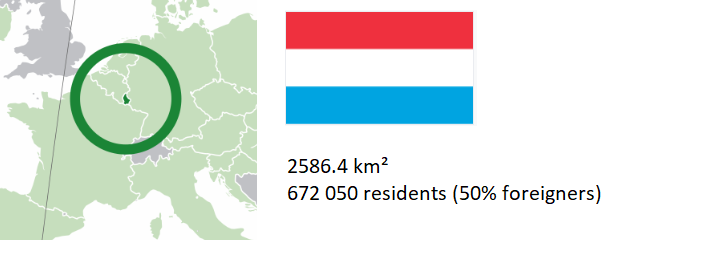 2586.4 km²
672 050 residents (50% foreigners)